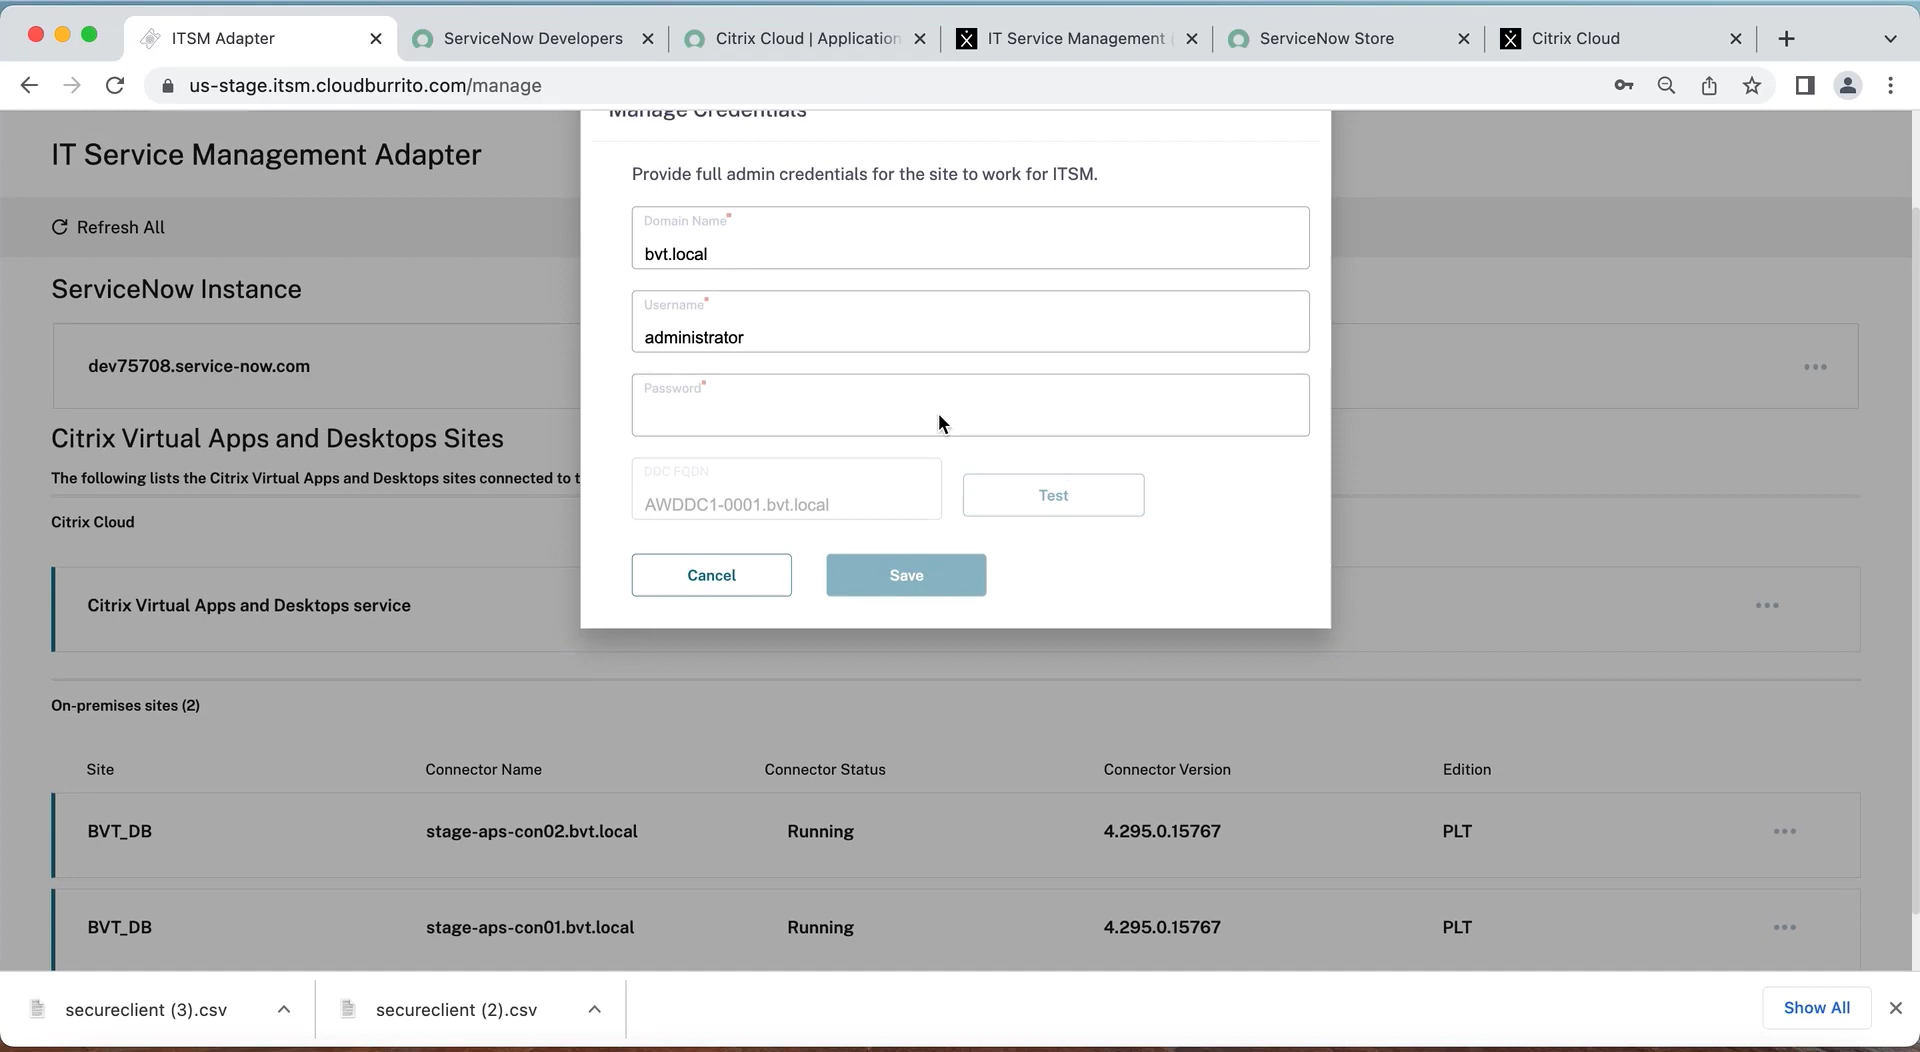 ITSM Adapter
ServiceNow Developers
Citrix Cloud | Application
IT Service Management
ServiceNow Store
Citrix Cloud
us-stage.itsm.cloudburrito.com/manage
Manage Credentials
IT Service Management Adapter
Provide full admin credentials for the site to work for ITSM.
Refresh All
Domain Name*
bvt.local
ServiceNow Instance
Username*
administrator
dev75708.service-now.com
Password*
Citrix Virtual Apps and Desktops Sites
The following lists the Citrix Virtual Apps and Desktops sites connected to t
DDC FQDN
AWDDC1-0001.bvt.local
Test
Citrix Cloud
Cancel
Save
Citrix Virtual Apps and Desktops service
On-premises sites (2)
Site Connector Name Connector Status Connector Version Edition
BVT_DB stage-aps-con02.bvt.local Running 4.295.0.15767 PLT
BVT_DB stage-aps-con01.bvt.local Running 4.295.0.15767 PLT
secureclient (3).csv
secureclient (2).csv
Show All